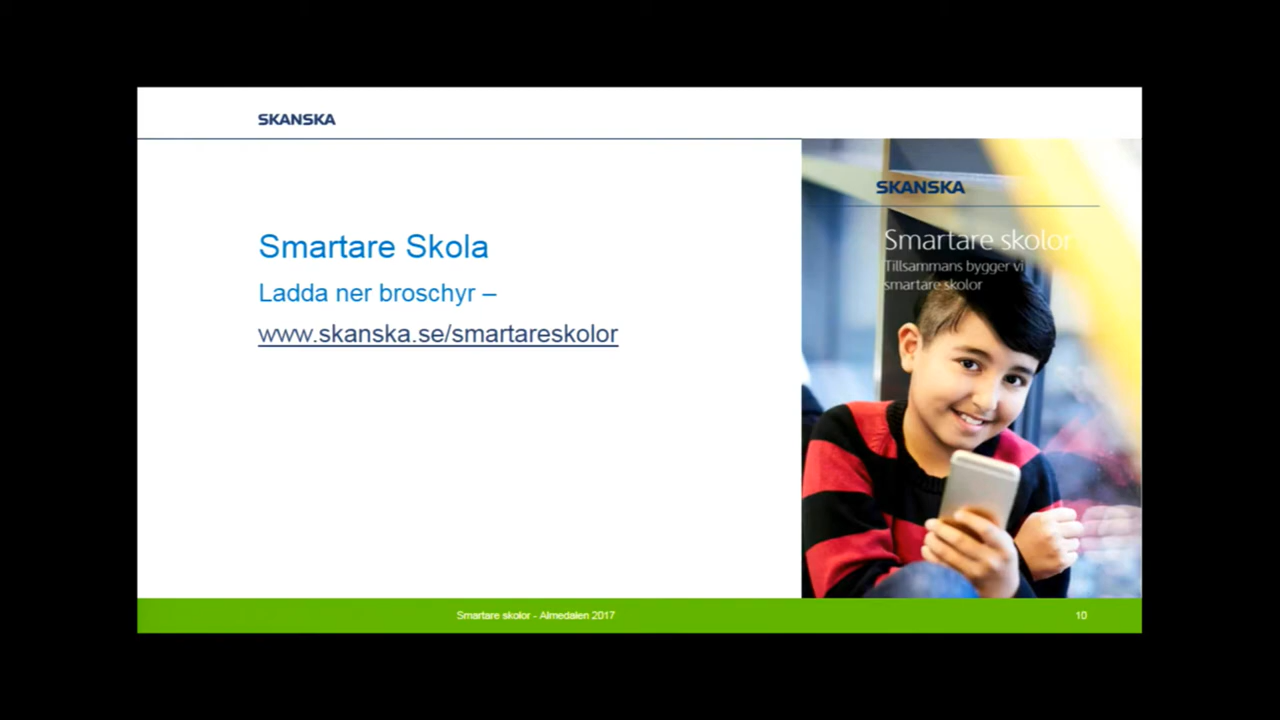 SKANSKA
Smartare Skola
Ladda ner broschyr –
www.skanska.se/smartareskolor
SKANSKA
Smartare skolor
Tillsammans bygger vi
smartare skolor
Smartare skolor - Almedalen 2017
10